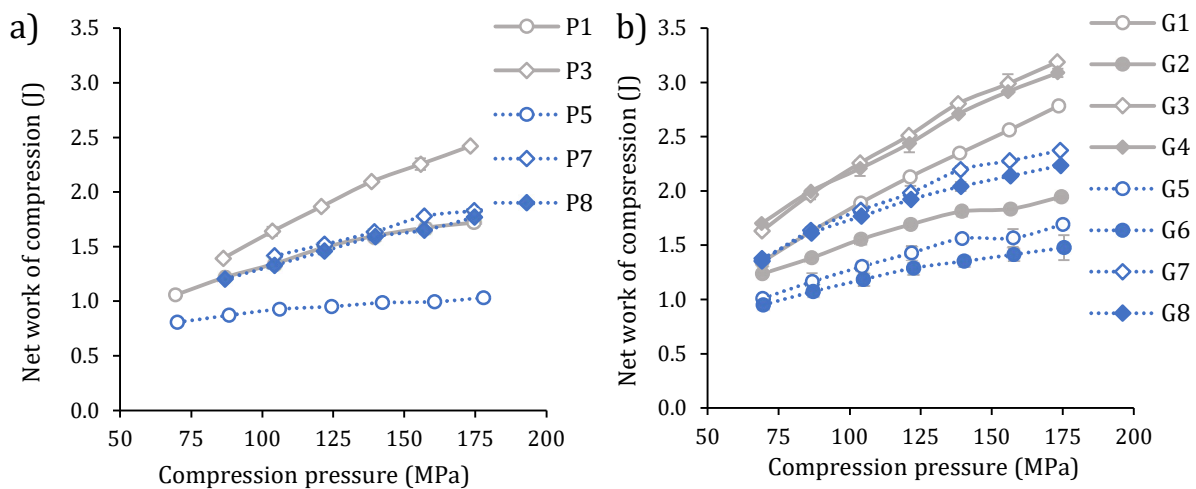 a)
Net work of compression (J)
3.5
3.0
2.5
2.0
1.5
1.0
0.5
0.0
50
75
100
125
150
175
200
Compression pressure (MPa)
P1
P3
P5
P7
P8
b)
Net work of compression (J)
3.5
3.0
2.5
2.0
1.5
1.0
0.5
0.0
50
75
100
125
150
175
200
Compression pressure (MPa)
G1
G2
G3
G4
G5
G6
G7
G8